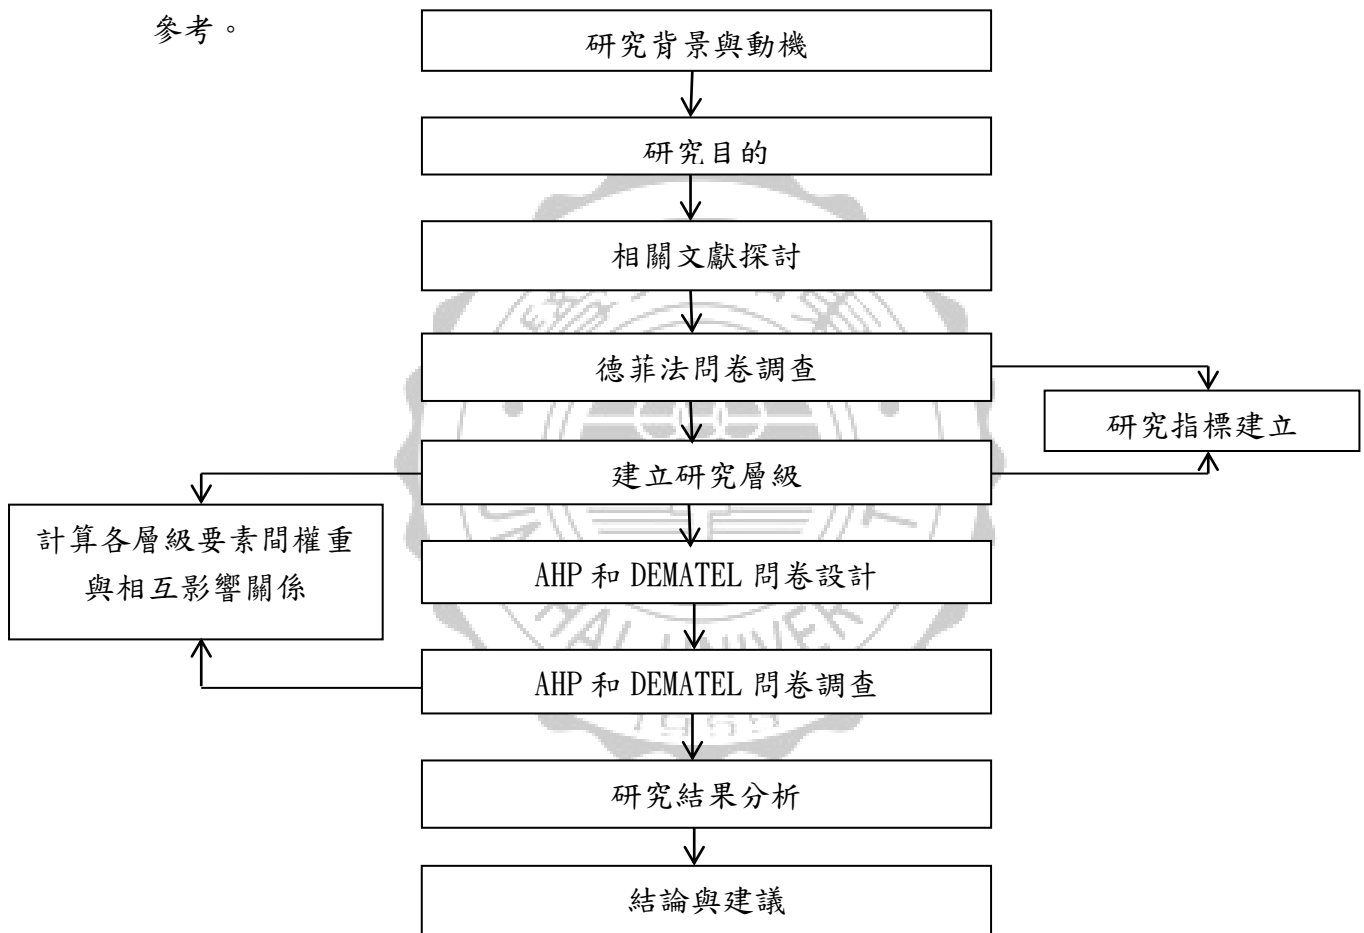 參考。
研究背景與動機
研究目的
相關文獻探討
德菲法問卷調查
研究指標建立
建立研究層級
計算各層級要素間權重
與相互影響關係
AHP 和 DEMATEL 問卷設計
AHP 和 DEMATEL 問卷調查
1955
研究結果分析
結論與建議